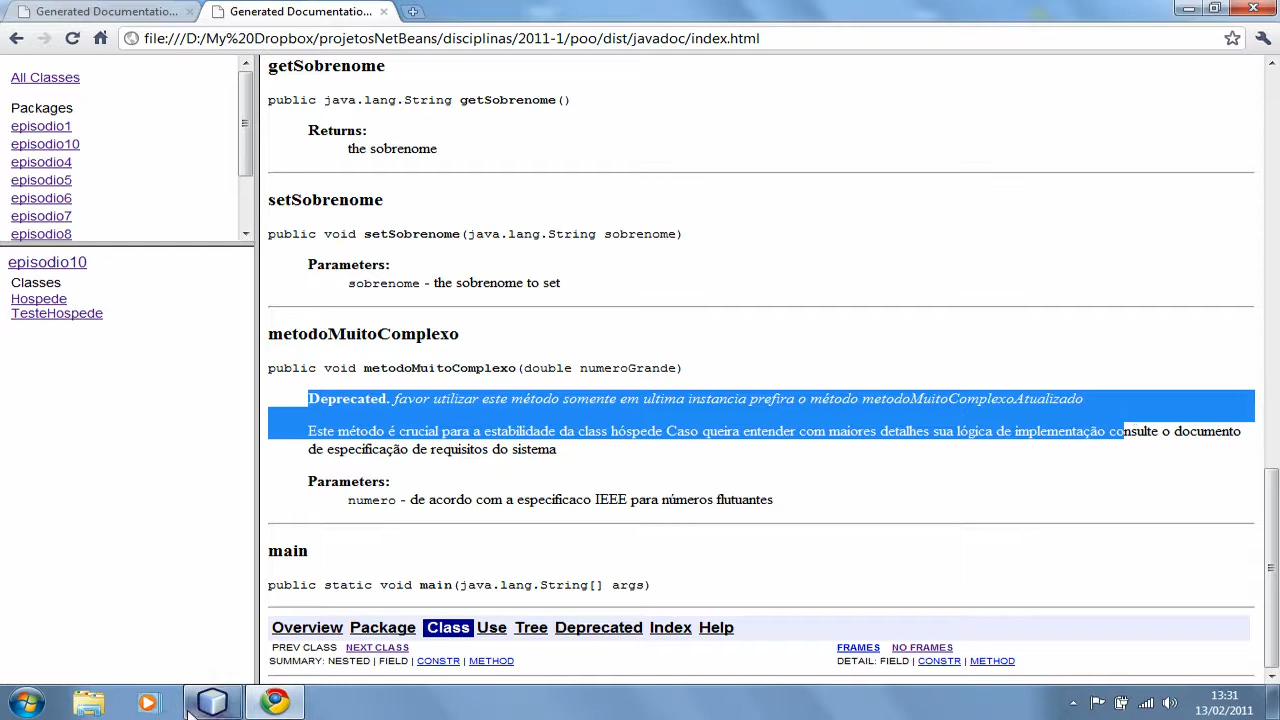 Generated Documentatio...
Generated Documentatio...
file:///D:/My%20Dropbox/projetosNetBeans/disciplinas/2011-1/poo/dist/javadoc/index.html
All Classes
Packages
episodio1
episodio10
episodio4
episodio5
episodio6
episodio7
episodio8
episodio10
Classes
Hospede
TesteHospede
getSobrenome
public java.lang.String getSobrenome()
Returns:
the sobrenome
setSobrenome
public void setSobrenome(java.lang.String sobrenome)
Parameters:
sobrenome - the sobrenome to set
metodoMuitoComplexo
public void metodoMuitoComplexo(double numeroGrande)
Deprecated. favor utilizar este método somente em ultima instancia prefira o método metodoMuitoComplexoAtualizado
Este método é crucial para a estabilidade da class hóspede Caso queira entender com maiores detalhes sua lógica de implementação consulte o documento
de especificação de requisitos do sistema
Parameters:
numero - de acordo com a especificaco IEEE para números flutuantes
main
public static void main(java.lang.String[] args)
Overview Package Class Use Tree Deprecated Index Help
PREV CLASS NEXT CLASS FRAMES NO FRAMES
SUMMARY: NESTED | FIELD | CONSTR | METHOD DETAIL: FIELD | CONSTR | METHOD
13:31
13/02/2011